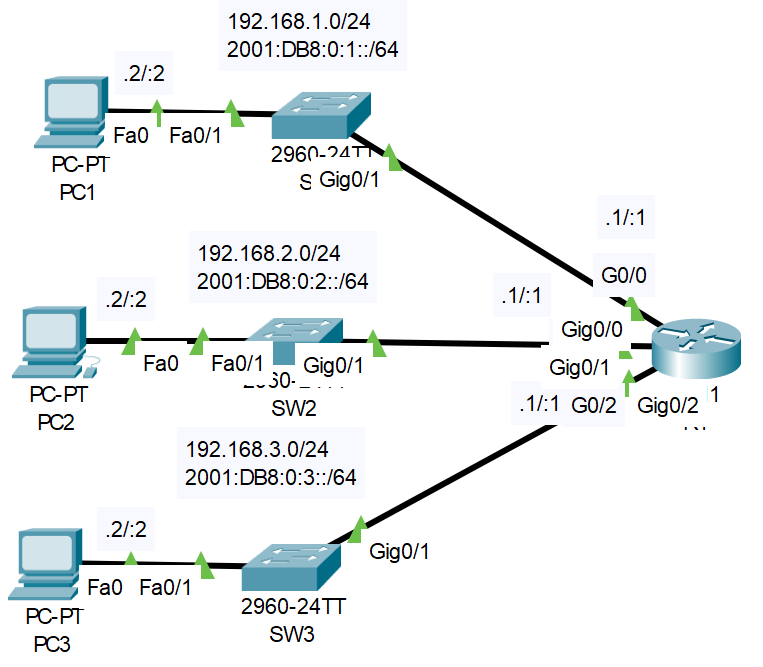 192.168.1.0/24
2001:DB8:0:1::/64
.2/:2
Fa0
Fa0/1
2960-24TT
S
Gig0/1
PC-PT
PC1
.1/:1
G0/0
192.168.2.0/24
2001:DB8:0:2::/64
.2/:2
.1/:1
Gig0/0
Fa0
Fa0/1
Gig0/1
Gig0/1
PC-PT
PC2
SW2
.1/:1
G0/2
Gig0/2
1
192.168.3.0/24
2001:DB8:0:3::/64
.2/:2
Gig0/1
Fa0
Fa0/1
2960-24TT
SW3
PC-PT
PC3